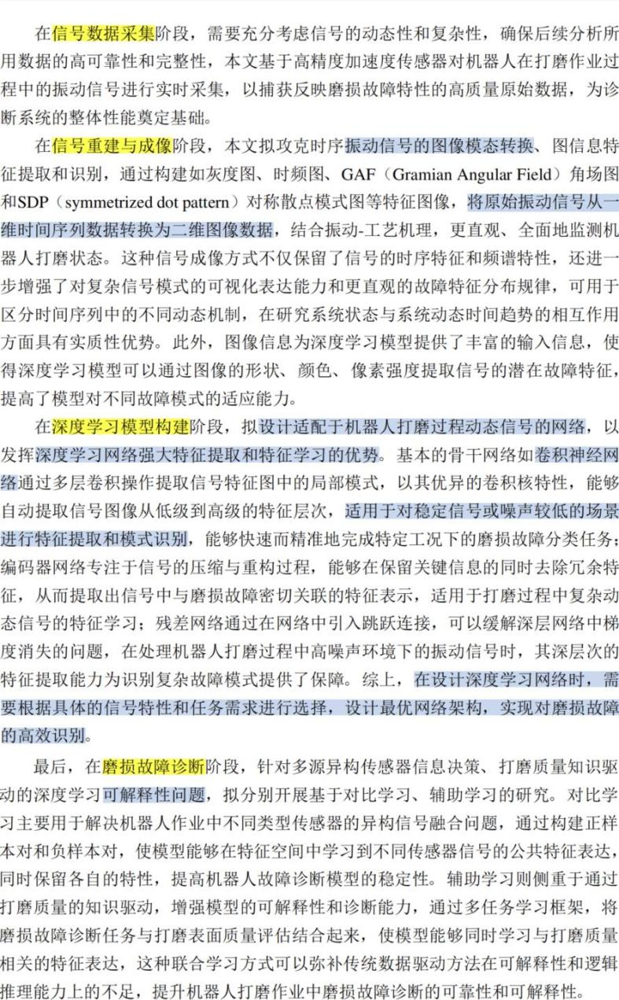 在信号数据采集阶段，需要充分考虑信号的动态性和复杂性，确保后续分析所
用数据的高可靠性和完整性，本文基于高精度加速度传感器对机器人在打磨作业过
程中的振动信号进行实时采集，以捕获反映磨损故障特性的高质量原始数据，为诊
断系统的整体性能奠定基础。
在信号重建与成像阶段，本文拟攻克时序振动信号的图像模态转换、图信息特
征提取和识别，通过构建如灰度图、时频图、GAF（Gramian Angular Field）角场图
和SDP（symmetrized dot pattern）对称散点模式图等特征图像，将原始振动信号从一
维时间序列数据转换为二维图像数据，结合振动-工艺机理，更直观、全面地监测机
器人打磨状态。这种信号成像方式不仅保留了信号的时序特征和频谱特性，还进一
步增强了对复杂信号模式的可视化表达能力和更直观的故障特征分布规律，可用于
区分时间序列中的不同动态机制，在研究系统状态与系统动态时间趋势的相互作用
方面具有实质性优势。此外，图像信息为深度学习模型提供了丰富的输入信息，使
得深度学习模型可以通过图像的形状、颜色、像素强度提取信号的潜在故障特征，
提高了模型对不同故障模式的适应能力。
在深度学习模型构建阶段，拟设计适配于机器人打磨过程动态信号的网络，以
发挥深度学习网络强大特征提取和特征学习的优势。基本的骨干网络如卷积神经网
络通过多层卷积操作提取信号特征图中的局部模式，以其优异的卷积核特性，能够
自动提取信号图像从低级到高级的特征层次，适用于对稳定信号或噪声较低的场景
进行特征提取和模式识别，能够快速而精准地完成特定工况下的磨损故障分类任务；
编码器网络专注于信号的压缩与重构过程，能够在保留关键信息的同时去除冗余特
征，从而提取出信号中与磨损故障密切关联的特征表示，适用于打磨过程中复杂动
态信号的特征学习；残差网络通过在网络中引入跳跃连接，可以缓解深层网络中梯
度消失的问题，在处理机器人打磨过程中高噪声环境下的振动信号时，其深层次的
特征提取能力为识别复杂故障模式提供了保障。综上，在设计深度学习网络时，需
要根据具体的信号特性和任务需求进行选择，设计最优网络架构，实现对磨损故障
的高效识别。
最后，在磨损故障诊断阶段，针对多源异构传感器信息决策、打磨质量知识驱
动的深度学习可解释性问题，拟分别开展基于对比学习、辅助学习的研究。对比学
习主要用于解决机器人作业中不同类型传感器的异构信号融合问题，通过构建正样
本对和负样本对，使模型能够在特征空间中学习到不同传感器信号的公共特征表达，
同时保留各自的特性，提高机器人故障诊断模型的稳定性。辅助学习则侧重于通过
打磨质量的知识驱动，增强模型的可解释性和诊断能力，通过多任务学习框架，将
磨损故障诊断任务与打磨表面质量评估结合起来，使模型能够同时学习与打磨质量
相关的特征表达，这种联合学习方式可以弥补传统数据驱动方法在可解释性和逻辑
推理能力上的不足，提升机器人打磨作业中磨损故障诊断的可靠性和可解释性。